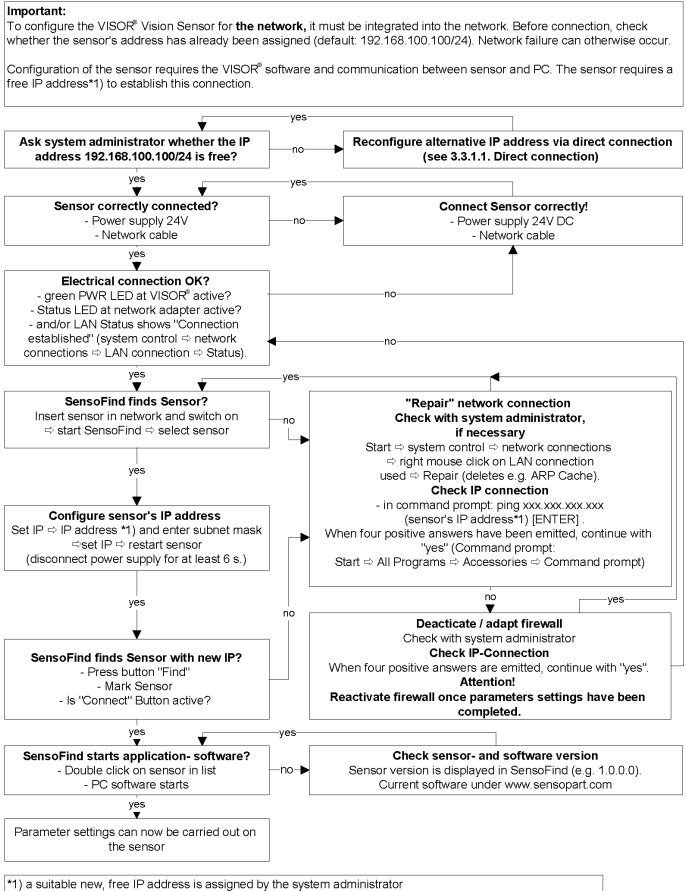 Important:
To configure the VISOR® Vision Sensor for the network, it must be integrated into the network. Before connection, check
whether the sensor's address has already been assigned (default: 192.168.100.100/24). Network failure can otherwise occur.
Configuration of the sensor requires the VISOR® software and communication between sensor and PC. The sensor requires a
free IP address*1) to establish this connection.
yes
Ask system administrator whether the IP
address 192.168.100.100/24 is free?
no
Reconfigure alternative IP address via direct connection
(see 3.3.1.1. Direct connection)
yes
yes
Sensor correctly connected?
- Power supply 24V
- Network cable
no
Connect Sensor correctly!
- Power supply 24V DC
- Network cable
yes
Electrical connection OK?
- green PWR LED at VISOR® active?
- Status LED at network adapter active?
- and/or LAN Status shows "Connection
established" (system control ⇨ network
connections ⇨ LAN connection ⇨ Status).
no
no
yes
yes
SensoFind finds Sensor?
Insert sensor in network and switch on
⇨ start SensoFind ⇨ select sensor
no
"Repair" network connection
Check with system administrator,
if necessary
Start ⇨ system control ⇨ network connections
⇨ right mouse click on LAN connection
used ⇨ Repair (deletes e.g. ARP Cache).
Check IP connection
- in command prompt: ping xxx.xxx.xxx.xxx
(sensor's IP address*1) [ENTER] .
When four positive answers have been emitted, continue with
"yes" (Command prompt:
Start ⇨ All Programs ⇨ Accessories ⇨ Command prompt)
yes
Configure sensor's IP address
Set IP ⇨ IP address *1) and enter subnet mask
⇨set IP ⇨ restart sensor
(disconnect power supply for at least 6 s.)
yes
no
no
yes
Deacticate / adapt firewall
Check with system administrator
Check IP-Connection
When four positive answers are emitted, continue with "yes".
Attention!
Reactivate firewall once parameters settings have been
completed.
SensoFind finds Sensor with new IP?
- Press button "Find"
- Mark Sensor
- Is "Connect" Button active?
yes
yes
SensoFind starts application- software?
- Double click on sensor in list
- PC software starts
no
Check sensor- and software version
Sensor version is displayed in SensoFind (e.g. 1.0.0.0).
Current software under www.sensopart.com
yes
Parameter settings can now be carried out on
the sensor
*1) a suitable new, free IP address is assigned by the system administrator